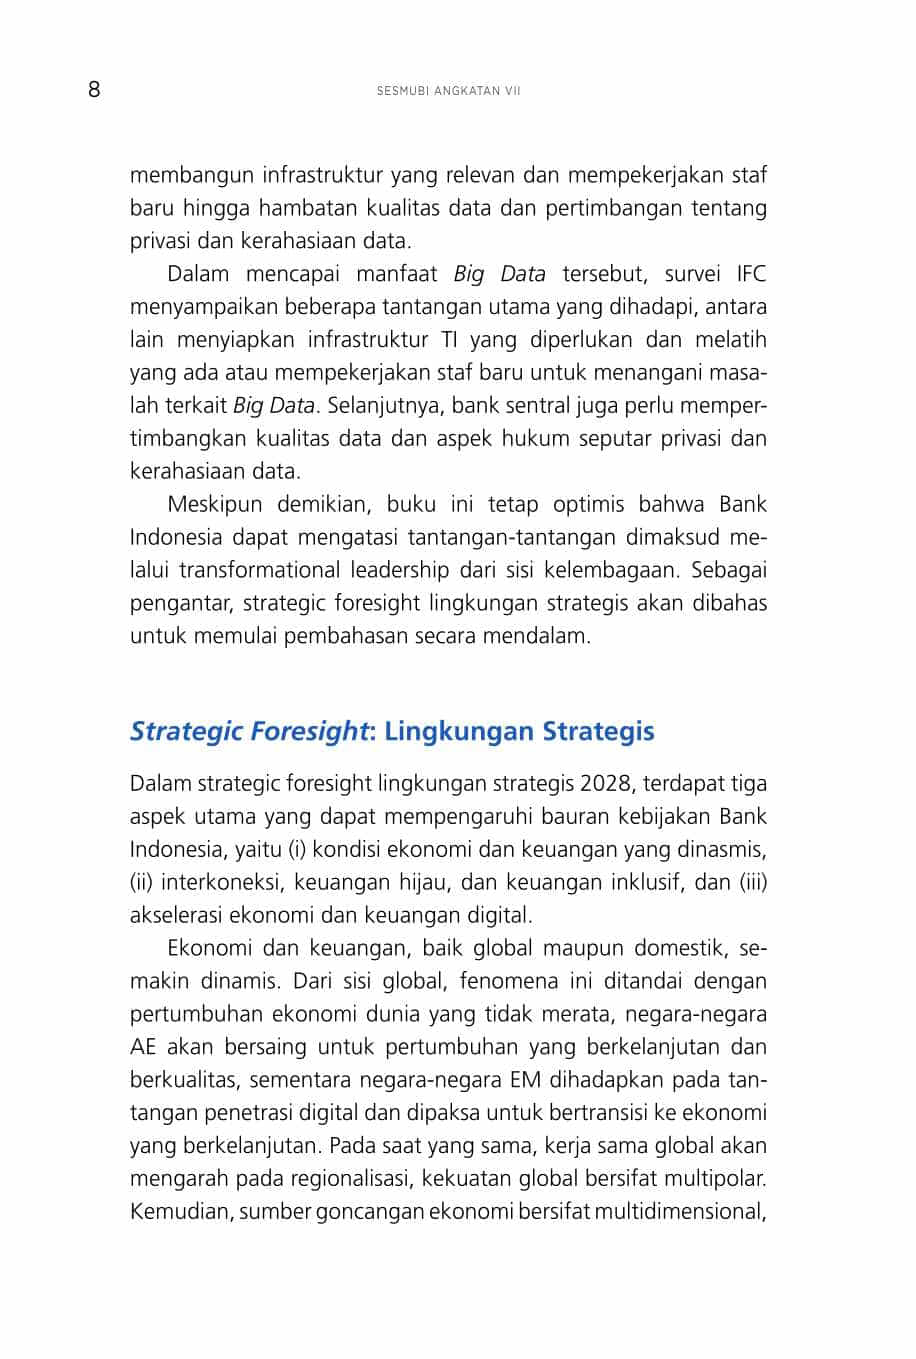 8
SESMUBI ANGKATAN VII
membangun infrastruktur yang relevan dan mempekerjakan staf
baru hingga hambatan kualitas data dan pertimbangan tentang
privasi dan kerahasiaan data.
Dalam mencapai manfaat Big Data tersebut, survei IFC
menyampaikan beberapa tantangan utama yang dihadapi, antara
lain menyiapkan infrastruktur TI yang diperlukan dan melatih
yang ada atau mempekerjakan staf baru untuk menangani masa-
lah terkait Big Data. Selanjutnya, bank sentral juga perlu memper-
timbangkan kualitas data dan aspek hukum seputar privasi dan
kerahasiaan data.
Meskipun demikian, buku ini tetap optimis bahwa Bank
Indonesia dapat mengatasi tantangan-tantangan dimaksud me-
lalui transformational leadership dari sisi kelembagaan. Sebagai
pengantar, strategic foresight lingkungan strategis akan dibahas
untuk memulai pembahasan secara mendalam.
Strategic Foresight: Lingkungan Strategis
Dalam strategic foresight lingkungan strategis 2028, terdapat tiga
aspek utama yang dapat mempengaruhi bauran kebijakan Bank
Indonesia, yaitu (i) kondisi ekonomi dan keuangan yang dinasmis,
(ii) interkoneksi, keuangan hijau, dan keuangan inklusif, dan (iii)
akselerasi ekonomi dan keuangan digital.
Ekonomi dan keuangan, baik global maupun domestik, se-
makin dinamis. Dari sisi global, fenomena ini ditandai dengan
pertumbuhan ekonomi dunia yang tidak merata, negara-negara
AE akan bersaing untuk pertumbuhan yang berkelanjutan dan
berkualitas, sementara negara-negara EM dihadapkan pada tan-
tangan penetrasi digital dan dipaksa untuk bertransisi ke ekonomi
yang berkelanjutan. Pada saat yang sama, kerja sama global akan
mengarah pada regionalisasi, kekuatan global bersifat multipolar.
Kemudian, sumber goncangan ekonomi bersifat multidimensional,